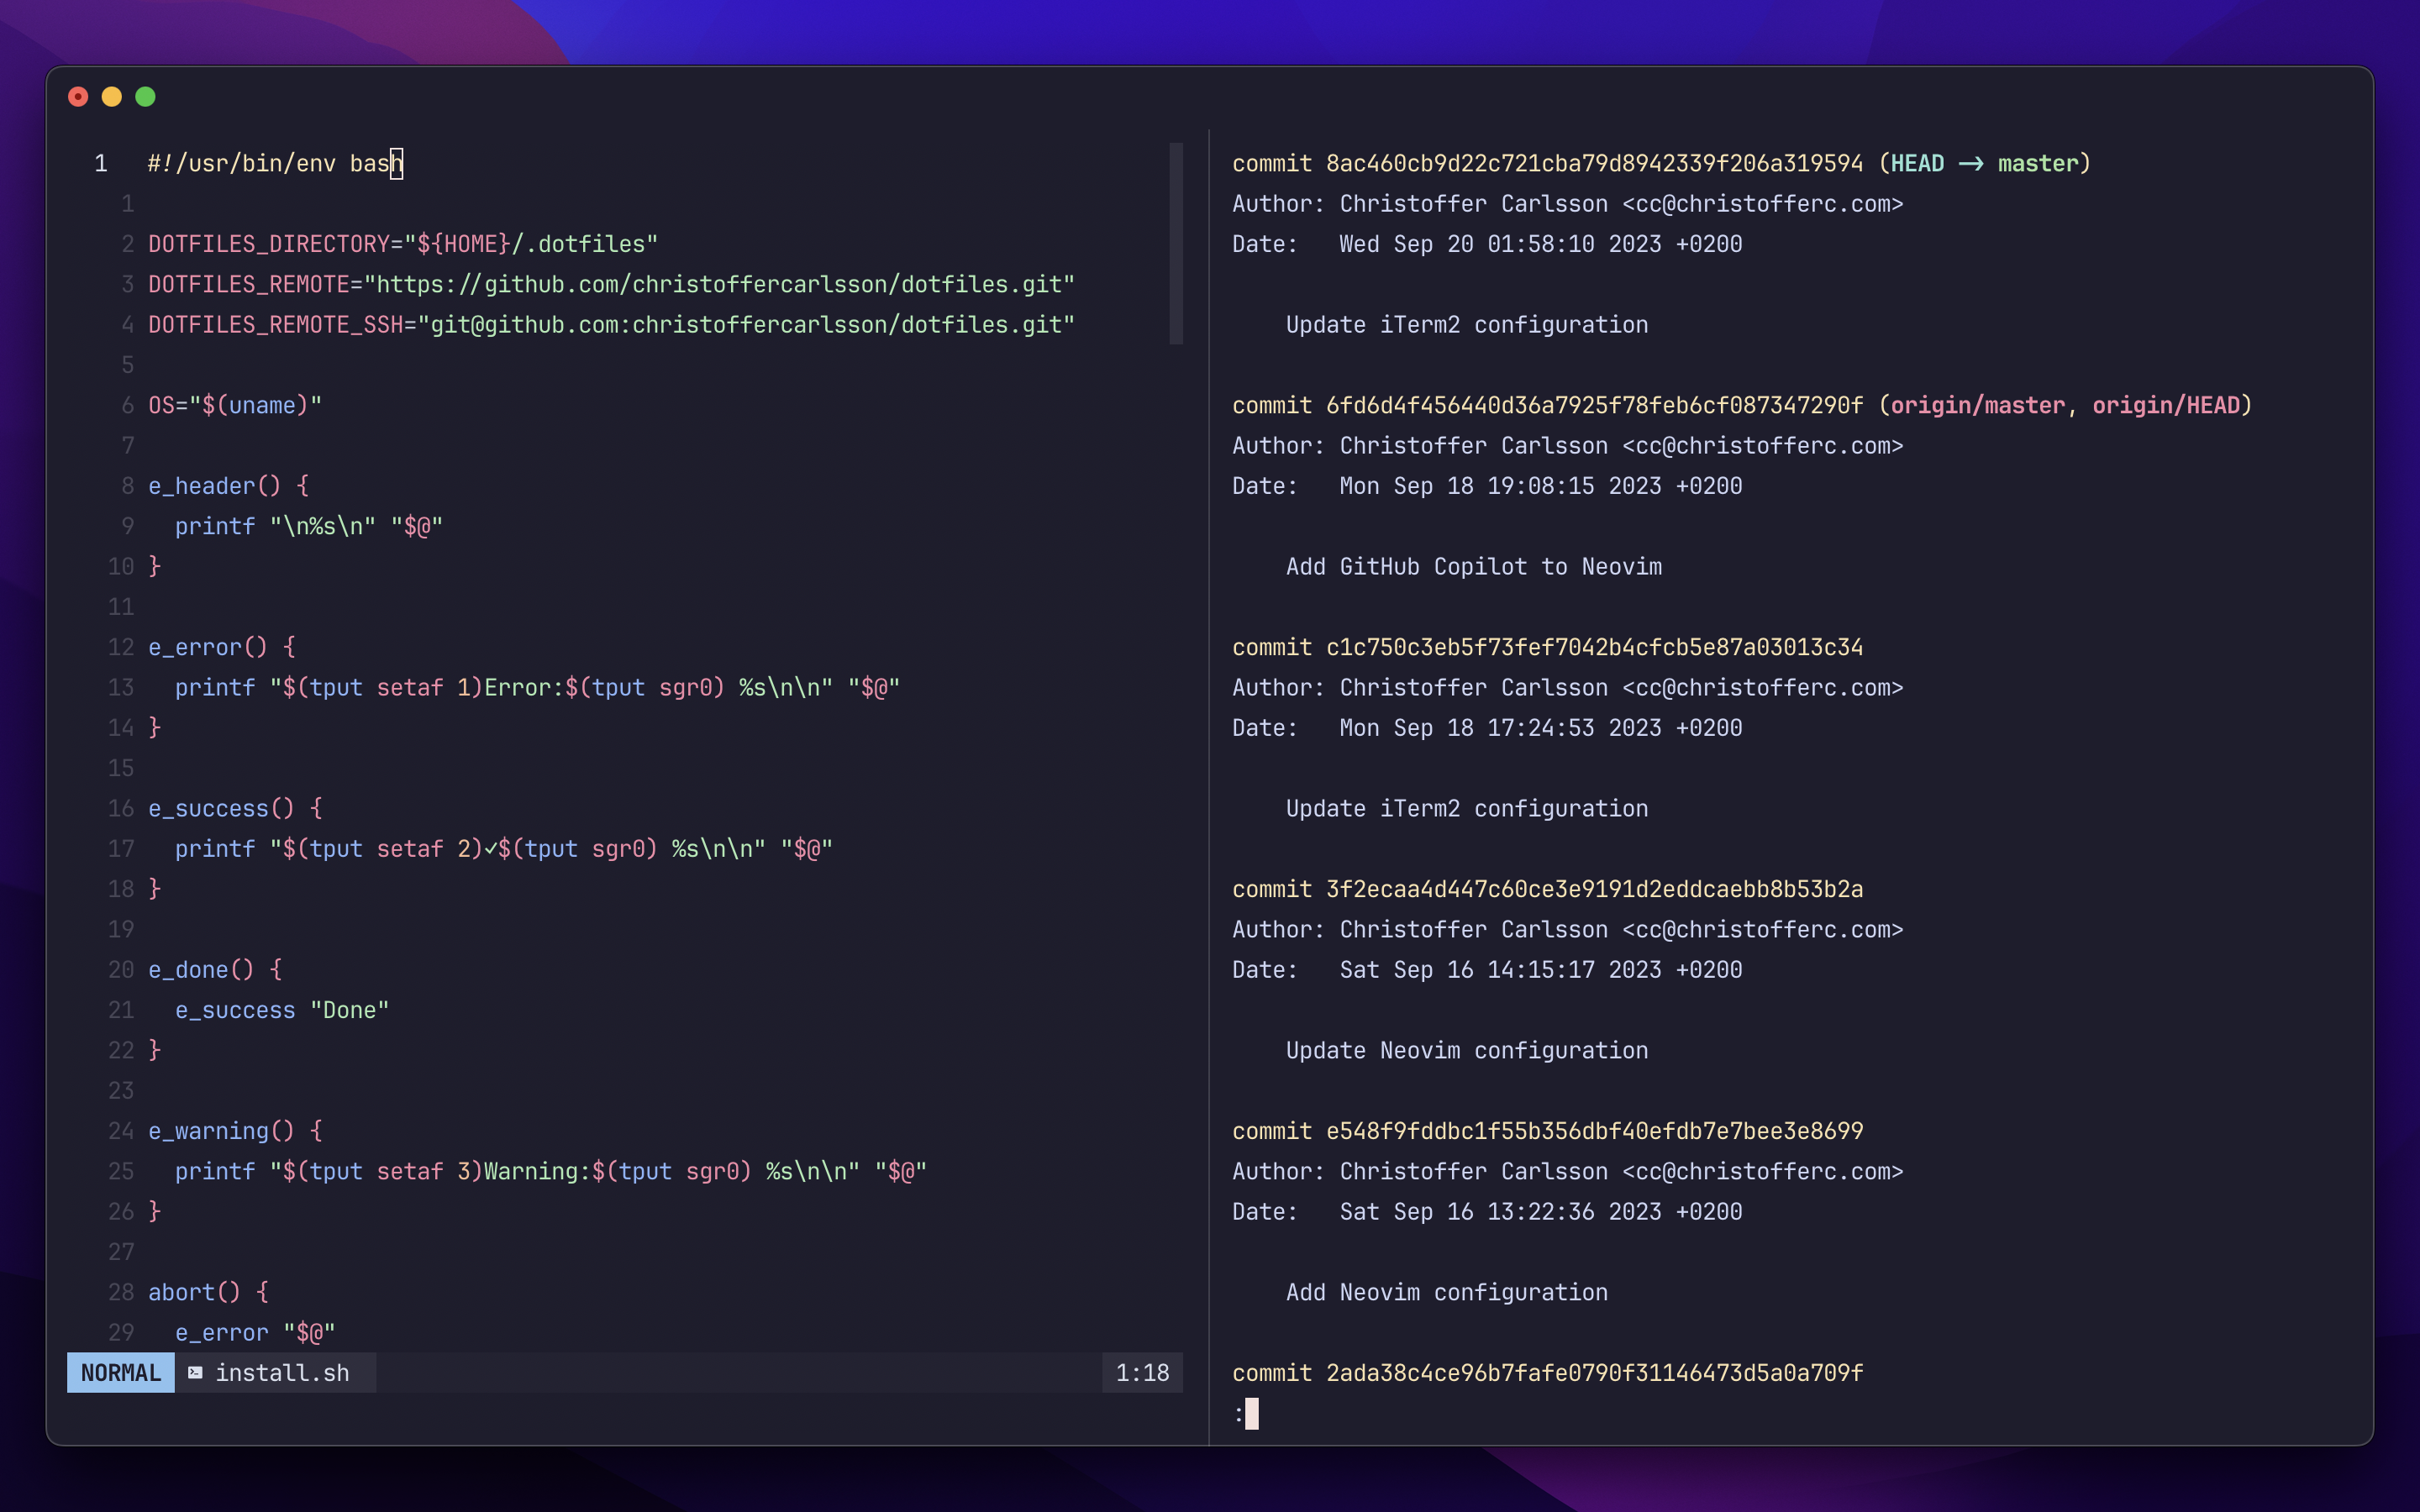 1   #!/usr/bin/env bash
  1
  2 DOTFILES_DIRECTORY="${HOME}/.dotfiles"
  3 DOTFILES_REMOTE="https://github.com/christoffercarlsson/dotfiles.git"
  4 DOTFILES_REMOTE_SSH="git@github.com:christoffercarlsson/dotfiles.git"
  5
  6 OS="$(uname)"
  7
  8 e_header() {
  9   printf "\n%s\n" "$@"
 10 }
 11
 12 e_error() {
 13   printf "$(tput setaf 1)Error:$(tput sgr0) %s\n\n" "$@"
 14 }
 15
 16 e_success() {
 17   printf "$(tput setaf 2)✓$(tput sgr0) %s\n\n" "$@"
 18 }
 19
 20 e_done() {
 21   e_success "Done"
 22 }
 23
 24 e_warning() {
 25   printf "$(tput setaf 3)Warning:$(tput sgr0) %s\n\n" "$@"
 26 }
 27
 28 abort() {
 29   e_error "$@"
NORMAL install.sh 1:18
commit 8ac460cb9d22c721cba79d8942339f206a319594 (HEAD -> master)
Author: Christoffer Carlsson <cc@christofferc.com>
Date:   Wed Sep 20 01:58:10 2023 +0200
    Update iTerm2 configuration
commit 6fd6d4f456440d36a7925f78feb6cf087347290f (origin/master, origin/HEAD)
Author: Christoffer Carlsson <cc@christofferc.com>
Date:   Mon Sep 18 19:08:15 2023 +0200
    Add GitHub Copilot to Neovim
commit c1c750c3eb5f73fef7042b4cfcb5e87a03013c34
Author: Christoffer Carlsson <cc@christofferc.com>
Date:   Mon Sep 18 17:24:53 2023 +0200
    Update iTerm2 configuration
commit 3f2ecaa4d447c60ce3e9191d2eddcaebb8b53b2a
Author: Christoffer Carlsson <cc@christofferc.com>
Date:   Sat Sep 16 14:15:17 2023 +0200
    Update Neovim configuration
commit e548f9fddbc1f55b356dbf40efdb7e7bee3e8699
Author: Christoffer Carlsson <cc@christofferc.com>
Date:   Sat Sep 16 13:22:36 2023 +0200
    Add Neovim configuration
commit 2ada38c4ce96b7fafe0790f31146473d5a0a709f
: